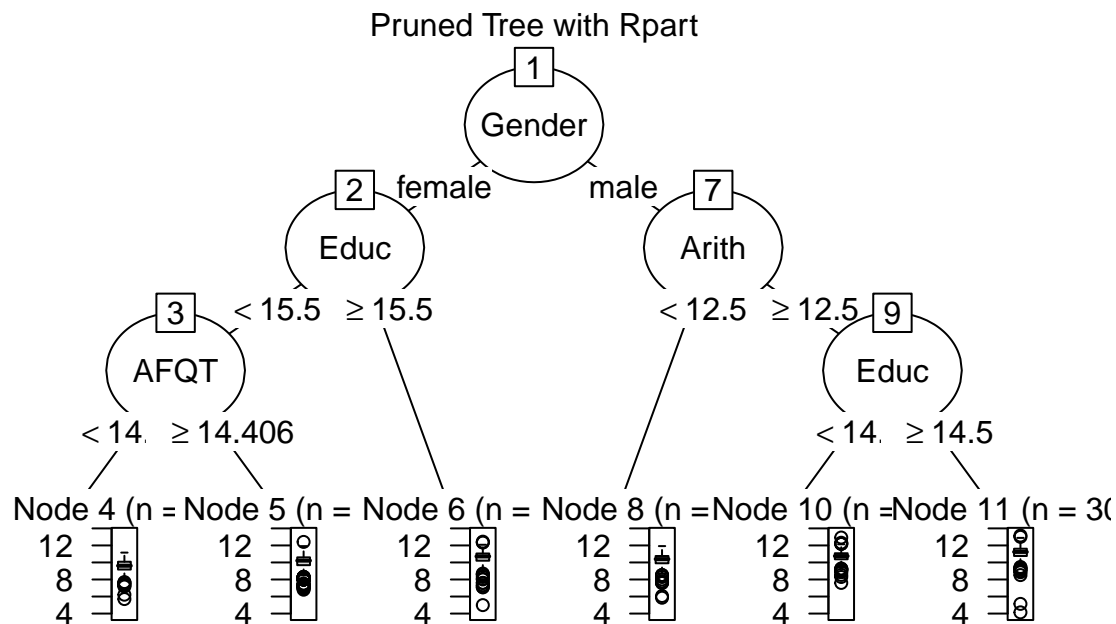 Pruned Tree with Rpart
1
Gender
female male
2 7
Educ Arith
< 15.5 ≥ 15.5 < 12.5 ≥ 12.5
3 9
AFQT Educ
< 14. ≥ 14.406 < 14. ≥ 14.5
Node 4 (n = Node 5 (n = Node 6 (n = Node 8 (n = Node 10 (n = Node 11 (n = 30
12 12 12 12 12 12
8 8 8 8 8 8
4 4 4 4 4 4